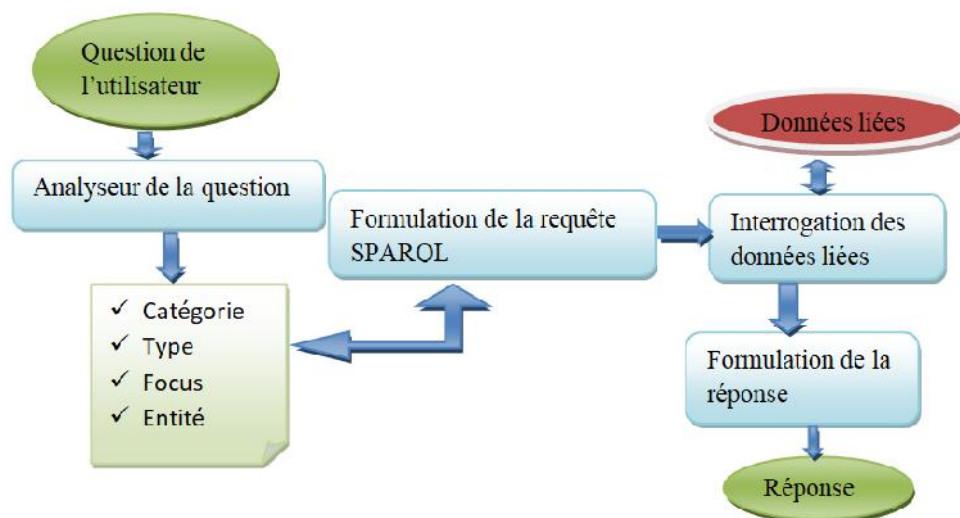 Question de
l'utilisateur
Analyseur de la question
✓ Catégorie
✓ Type
✓ Focus
✓ Entité
Formulation de la requête
SPARQL
Données liées
Interrogation des
données liées
Formulation de la
réponse
Réponse